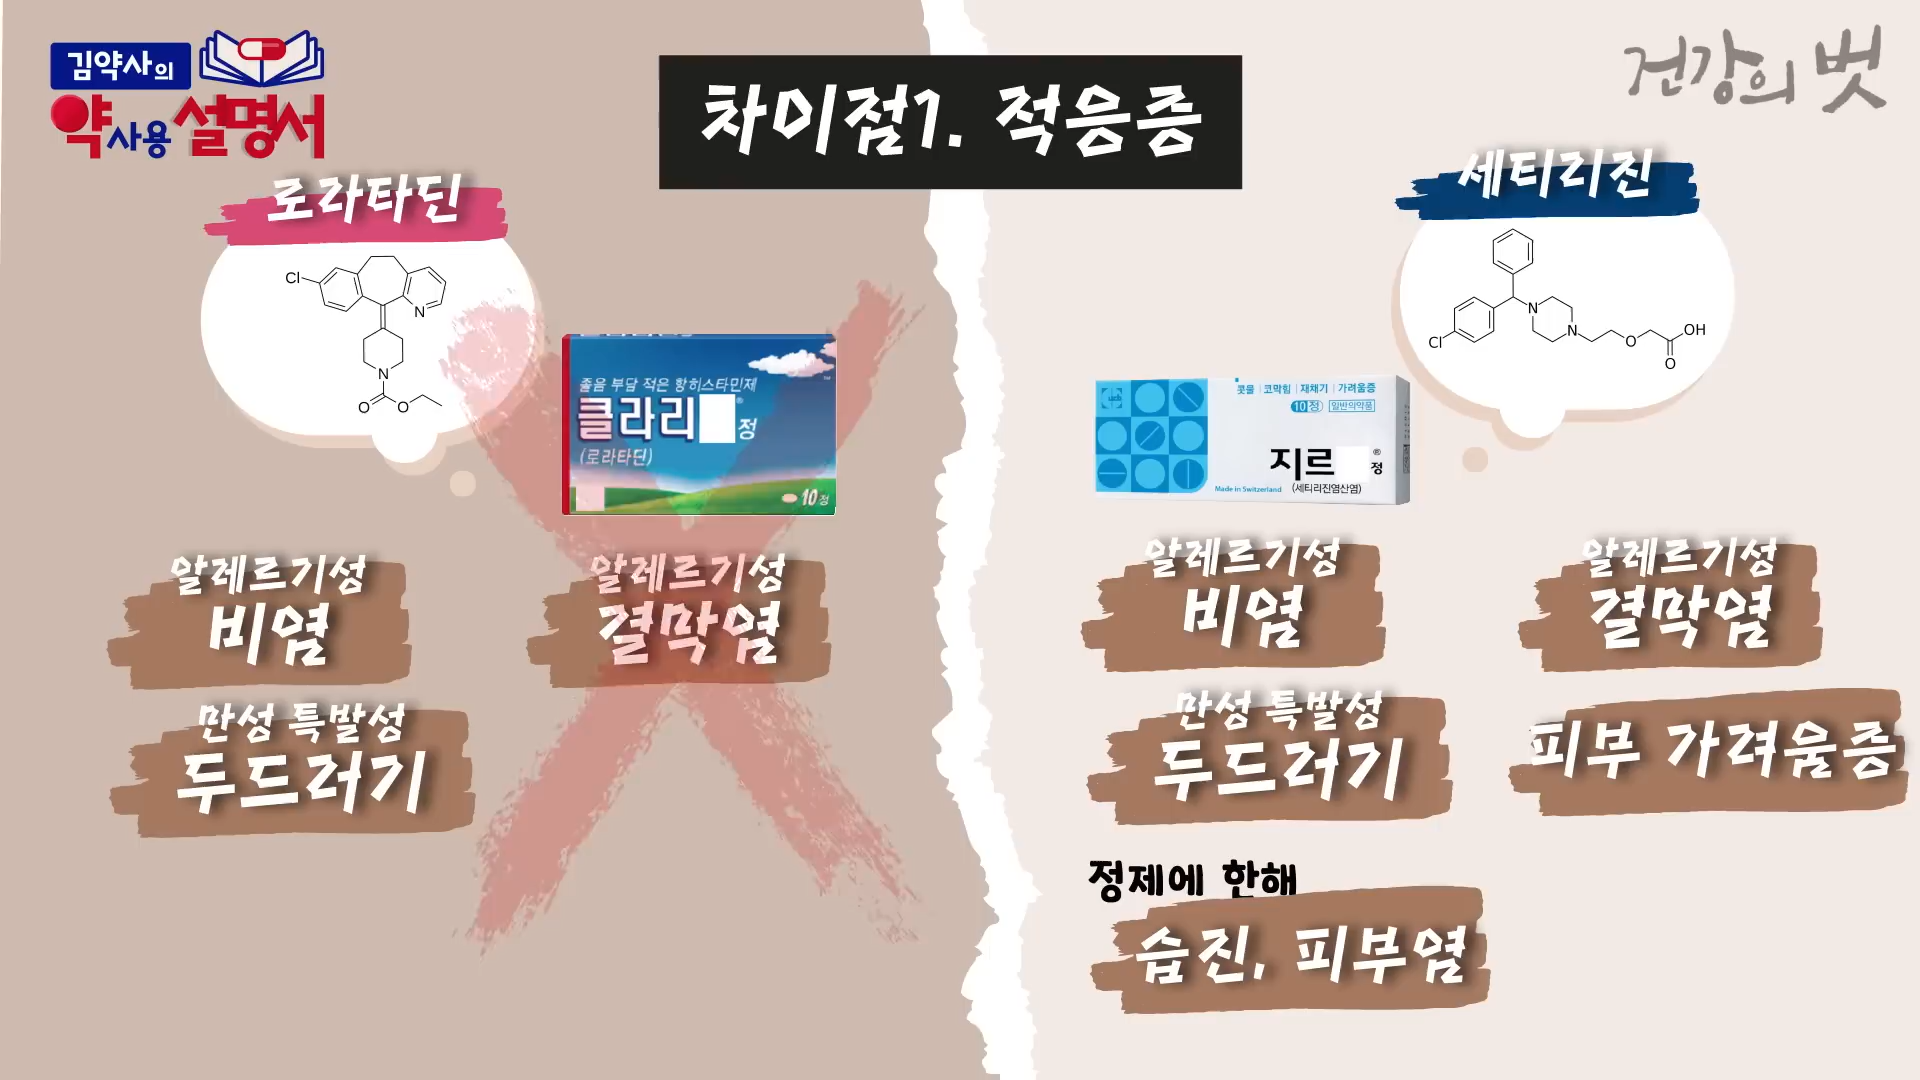 김약사의
약사용설명서
차이점1. 적응증
건강의 벗
로라타딘
Cl
N
N
O
O
졸음 부담 적은 항히스타민제
클라리 정
(로라타딘)
10정
알레르기성
비염
알레르기성
결막염
만성 특발성
두드러기
세티리진
N
N
Cl
O
OH
O
ucb
콧물 | 코막힘 | 재채기 | 가려움증
10정 일반의약품
지르 ® 정
Made in Switzerland (세티리진염산염)
알레르기성
비염
알레르기성
결막염
만성 특발성
두드러기
피부 가려움증
정제에 한해
습진, 피부염